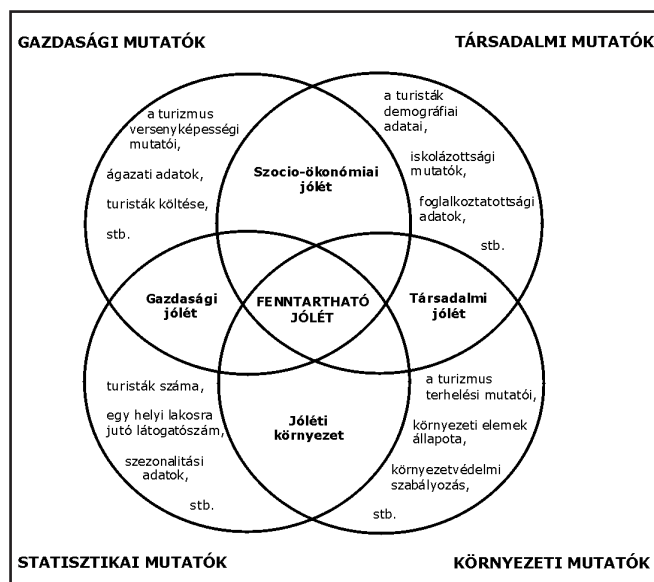 GAZDASÁGI MUTATÓK
TÁRSADALMI MUTATÓK
a turizmus
versenyképességi
mutatói,
ágazati adatok,
turisták költése,
stb.
a turisták
demográfiai
adatai,
iskolázottsági
mutatók,
foglalkoztatottsági
adatok,
stb.
Szocio-ökonómiai
jólét
Gazdasági
jólét
FENNTARTHATÓ
JÓLÉT
Társadalmi
jólét
turisták száma,
egy helyi lakosra
jutó látogatószám,
szezonalitási
adatok,
stb.
Jóléti
környezet
a turizmus
terhelési mutatói,
környezeti elemek
állapota,
környezetvédelmi
szabályozás,
stb.
STATISZTIKAI MUTATÓK
KÖRNYEZETI MUTATÓK